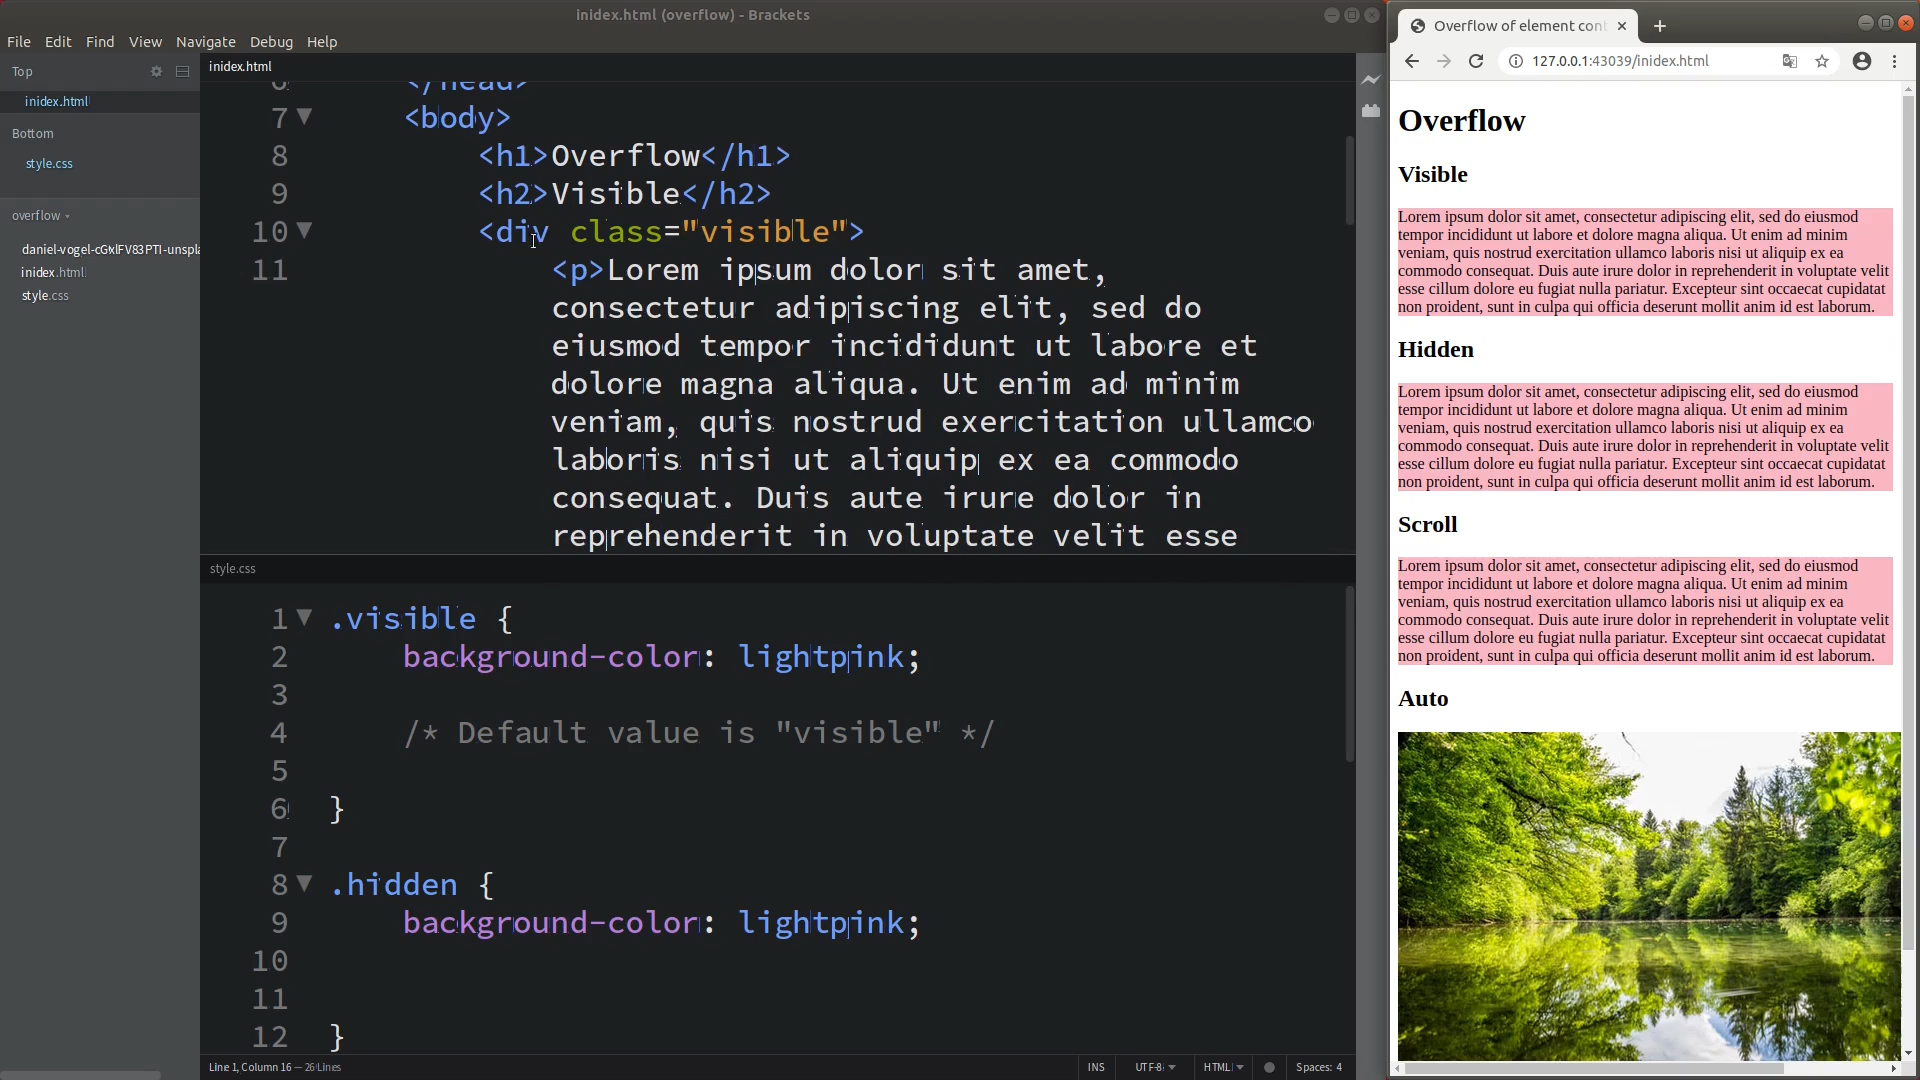 inidex.html (overflow) - Brackets
File Edit Find View Navigate Debug Help
Top
inidex.html
Bottom
style.css
overflow
inidex.html
style.css
inidex.html
</head>
7 <body>
8 <h1>Overflow</h1>
9 <h2>Visible</h2>
10 <div class="visible">
11 <p>Lorem ipsum dolor sit amet,
consectetur adipiscing elit, sed do
eiusmod tempor incididunt ut labore et
dolore magna aliqua. Ut enim ad minim
veniam, quis nostrud exercitation ullamco
laboris nisi ut aliquip ex ea commodo
consequat. Duis aute irure dolor in
reprehenderit in voluptate velit esse
style.css
1 .visible {
2 background-color: lightpink;
3
4 /* Default value is "visible" */
5
6 }
7
8 .hidden {
9 background-color: lightpink;
10
11
12 }
Line 1, Column 16 — 26 Lines
INS UTF-8 HTML Spaces: 4
Overflow of element con
127.0.0.1:43039/inidex.html
Overflow
Visible
Lorem ipsum dolor sit amet, consectetur adipiscing elit, sed do eiusmod
tempor incididunt ut labore et dolore magna aliqua. Ut enim ad minim
veniam, quis nostrud exercitation ullamco laboris nisi ut aliquip ex ea
commodo consequat. Duis aute irure dolor in reprehenderit in voluptate velit
esse cillum dolore eu fugiat nulla pariatur. Excepteur sint occaecat cupidatat
non proident, sunt in culpa qui officia deserunt mollit anim id est laborum.
Hidden
Lorem ipsum dolor sit amet, consectetur adipiscing elit, sed do eiusmod
tempor incididunt ut labore et dolore magna aliqua. Ut enim ad minim
veniam, quis nostrud exercitation ullamco laboris nisi ut aliquip ex ea
commodo consequat. Duis aute irure dolor in reprehenderit in voluptate velit
esse cillum dolore eu fugiat nulla pariatur. Excepteur sint occaecat cupidatat
non proident, sunt in culpa qui officia deserunt mollit anim id est laborum.
Scroll
Lorem ipsum dolor sit amet, consectetur adipiscing elit, sed do eiusmod
tempor incididunt ut labore et dolore magna aliqua. Ut enim ad minim
veniam, quis nostrud exercitation ullamco laboris nisi ut aliquip ex ea
commodo consequat. Duis aute irure dolor in reprehenderit in voluptate velit
esse cillum dolore eu fugiat nulla pariatur. Excepteur sint occaecat cupidatat
non proident, sunt in culpa qui officia deserunt mollit anim id est laborum.
Auto